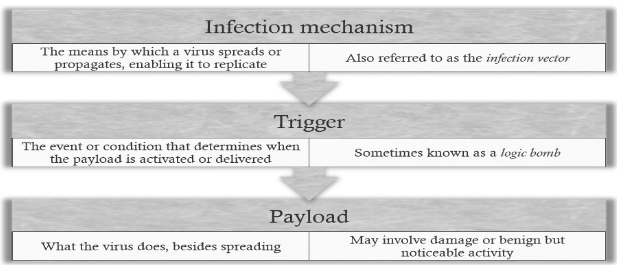 Infection mechanism
The means by which a virus spreads or
propagates, enabling it to replicate
Also referred to as the infection vector
Trigger
The event or condition that determines when
the payload is activated or delivered
Sometimes known as a logic bomb
Payload
What the virus does, besides spreading
May involve damage or benign but
noticeable activity